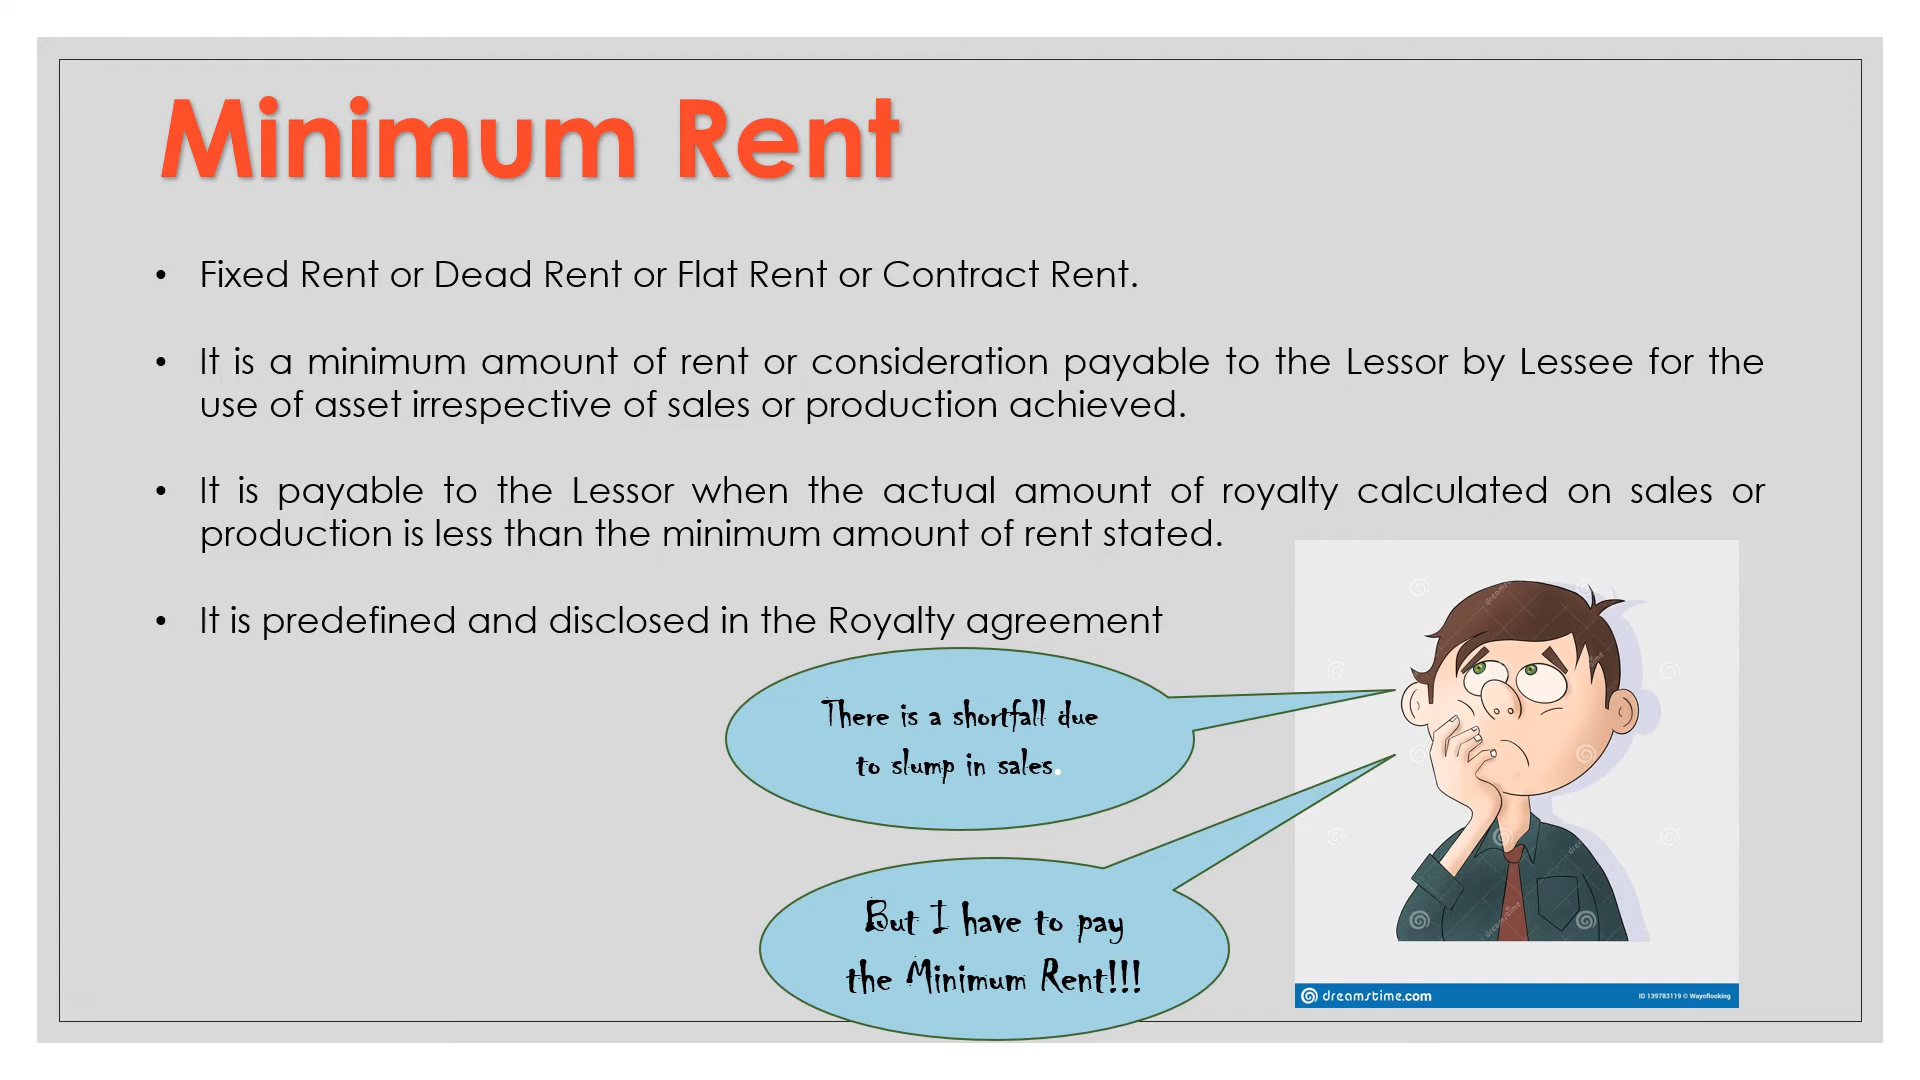 Minimum Rent
• Fixed Rent or Dead Rent or Flat Rent or Contract Rent.
• It is a minimum amount of rent or consideration payable to the Lessor by Lessee for the
use of asset irrespective of sales or production achieved.
• It is payable to the Lessor when the actual amount of royalty calculated on sales or
production is less than the minimum amount of rent stated.
• It is predefined and disclosed in the Royalty agreement
There is a shortfall due
to slump in sales.
But I have to pay
the Minimum Rent!!!
dreamstime.com
ID 139783119 © Wayoflooking